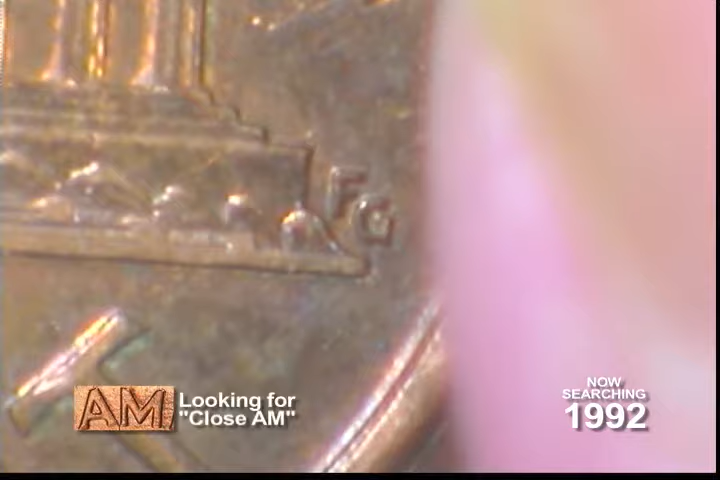 FG
AM
Looking for
"Close AM"
NOW
SEARCHING
1992